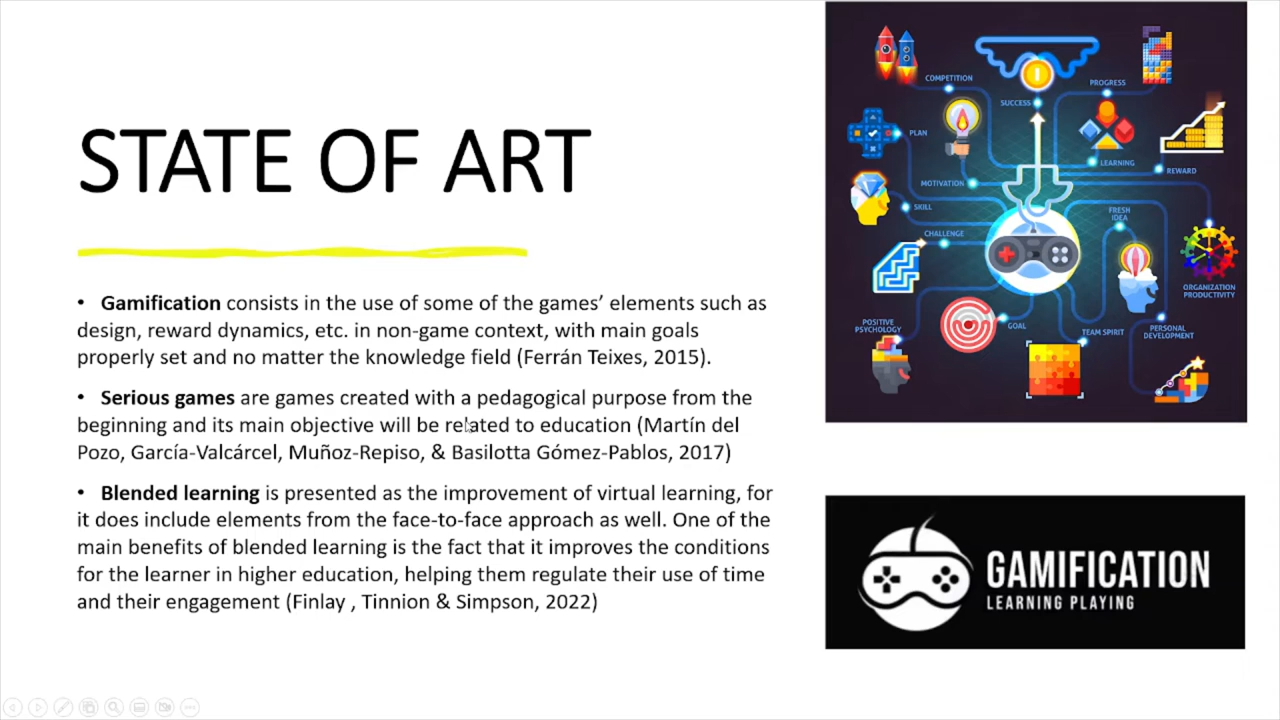 STATE OF ART
• Gamification consists in the use of some of the games’ elements such as
design, reward dynamics, etc. in non-game context, with main goals
properly set and no matter the knowledge field (Ferrán Teixes, 2015).
• Serious games are games created with a pedagogical purpose from the
beginning and its main objective will be related to education (Martín del
Pozo, García-Valcárcel, Muñoz-Repiso, & Basilotta Gómez-Pablos, 2017)
• Blended learning is presented as the improvement of virtual learning, for
it does include elements from the face-to-face approach as well. One of the
main benefits of blended learning is the fact that it improves the conditions
for the learner in higher education, helping them regulate their use of time
and their engagement (Finlay , Tinnion & Simpson, 2022)
COMPETITION
PROGRESS
SUCCESS
PLAN
LEARNING
REWARD
MOTIVATION
SKILL
FRESH
IDEA
CHALLENGE
ORGANIZATION
PRODUCTIVITY
POSITIVE
PSYCHOLOGY
GOAL
TEAM SPIRIT
PERSONAL
DEVELOPMENT
GAMIFICATION
LEARNING PLAYING